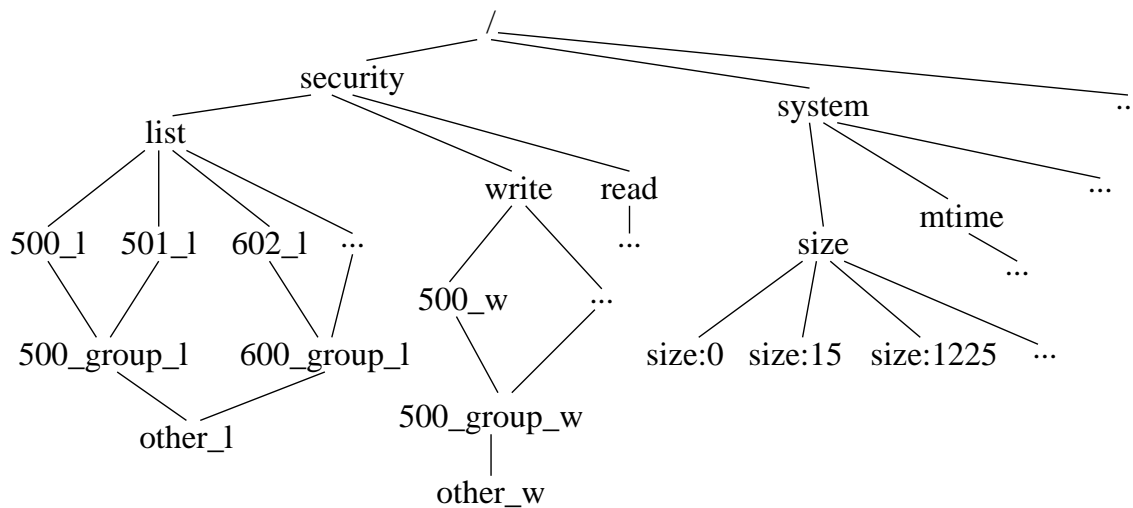 /
security
system
...
list
write
read
...
mtime
500_l
501_l
602_l
...
...
size
...
500_w
...
500_group_l
600_group_l
size:0
size:15
size:1225
...
500_group_w
other_l
other_w